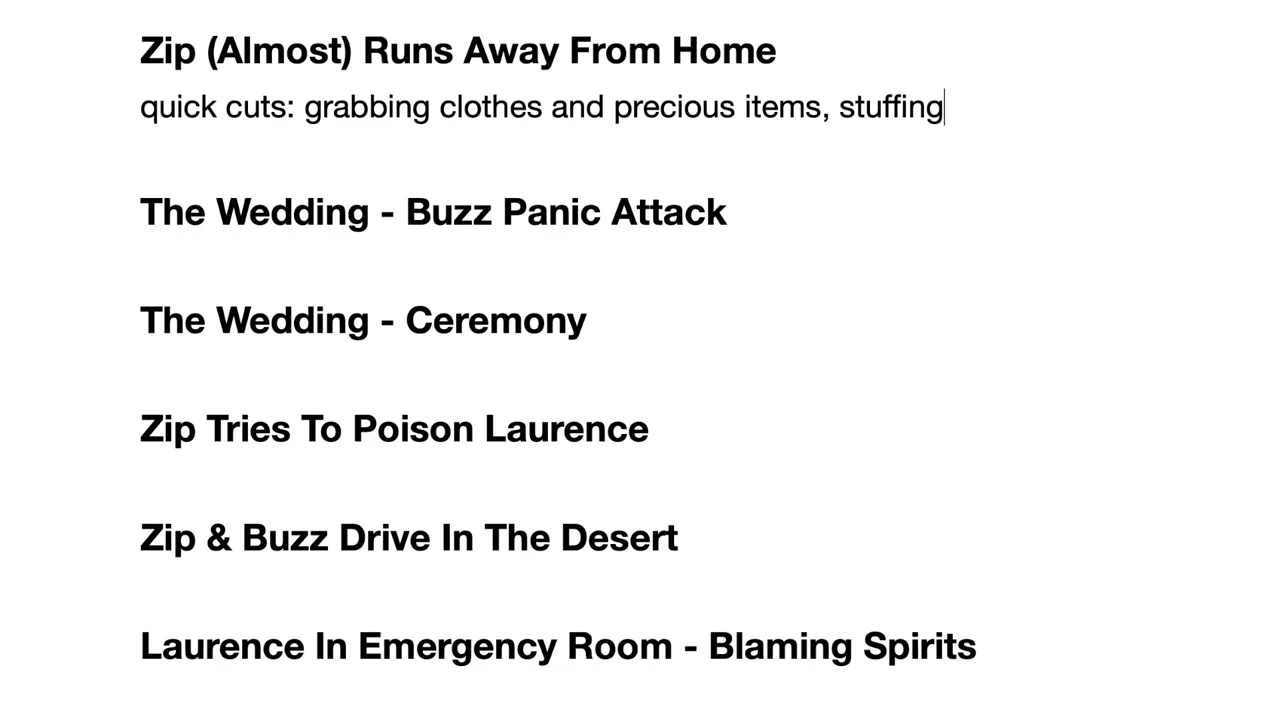 Zip (Almost) Runs Away From Home
quick cuts: grabbing clothes and precious items, stuffing
The Wedding - Buzz Panic Attack
The Wedding - Ceremony
Zip Tries To Poison Laurence
Zip & Buzz Drive In The Desert
Laurence In Emergency Room - Blaming Spirits